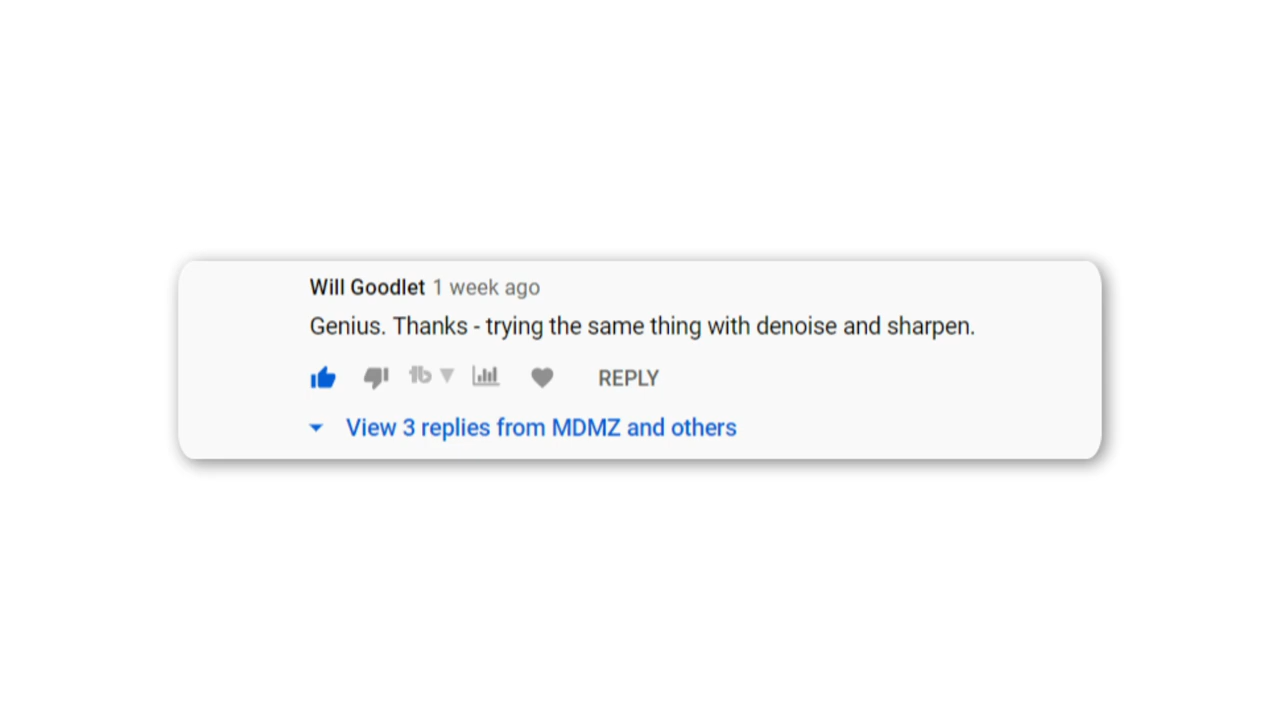 Will Goodlet 1 week ago
Genius. Thanks - trying the same thing with denoise and sharpen.
tb REPLY
View 3 replies from MDMZ and others